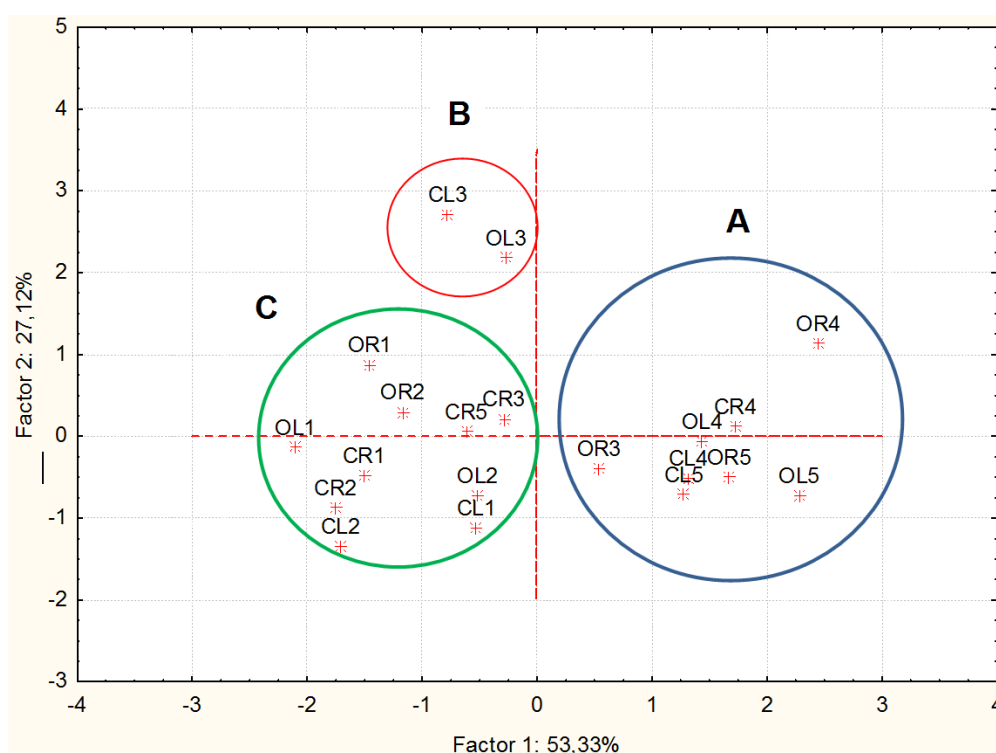 5
4
B
3
CL3
A
OL3
2
C
OR4
1
OR1
OR2
CR5
CR3
CR4
OL4
0
OL1
CR1
OR3
CL4
OR5
CL5
OL5
CR2
OL2
-1
CL2
CL1
-2
-3
-4
-3
-2
-1
0
1
2
3
4
Factor 2: 27,12%
Factor 1: 53,33%